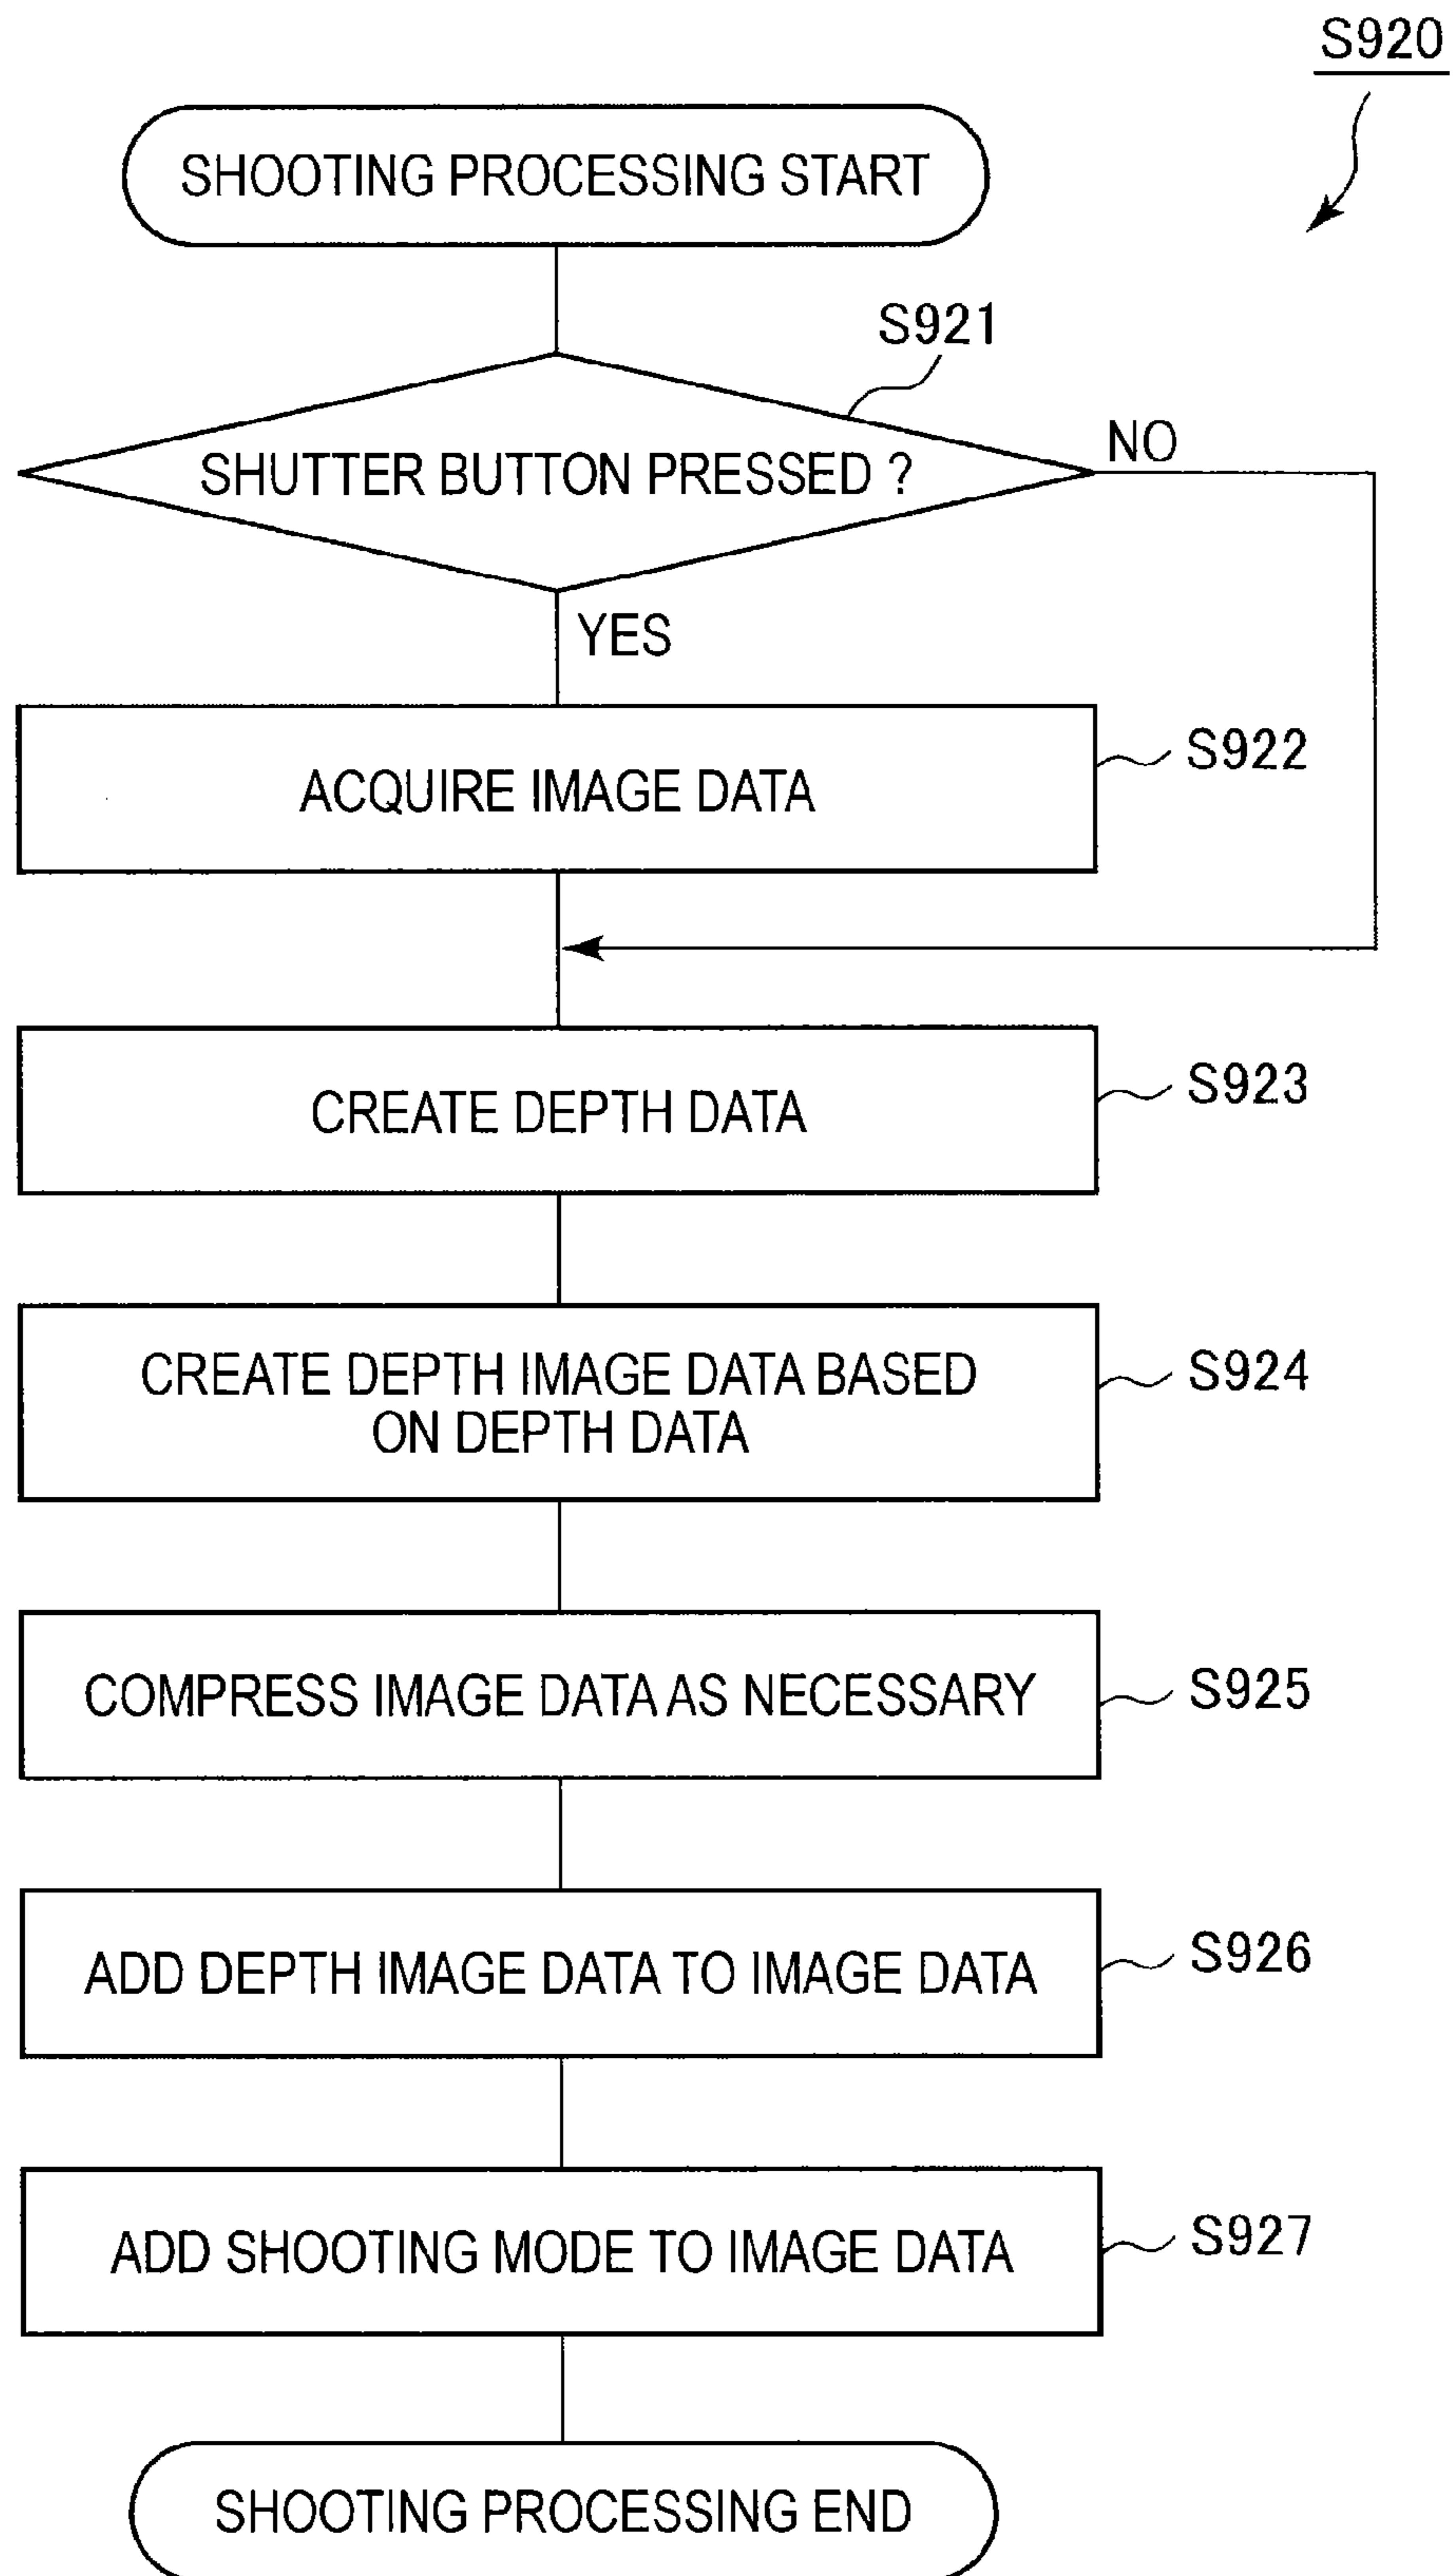 S920
SHOOTING PROCESSING START
S921
SHUTTER BUTTON PRESSED ?
NO
YES
ACQUIRE IMAGE DATA
S922
CREATE DEPTH DATA
S923
CREATE DEPTH IMAGE DATA BASED
ON DEPTH DATA
S924
COMPRESS IMAGE DATA AS NECESSARY
S925
ADD DEPTH IMAGE DATA TO IMAGE DATA
S926
ADD SHOOTING MODE TO IMAGE DATA
S927
SHOOTING PROCESSING END